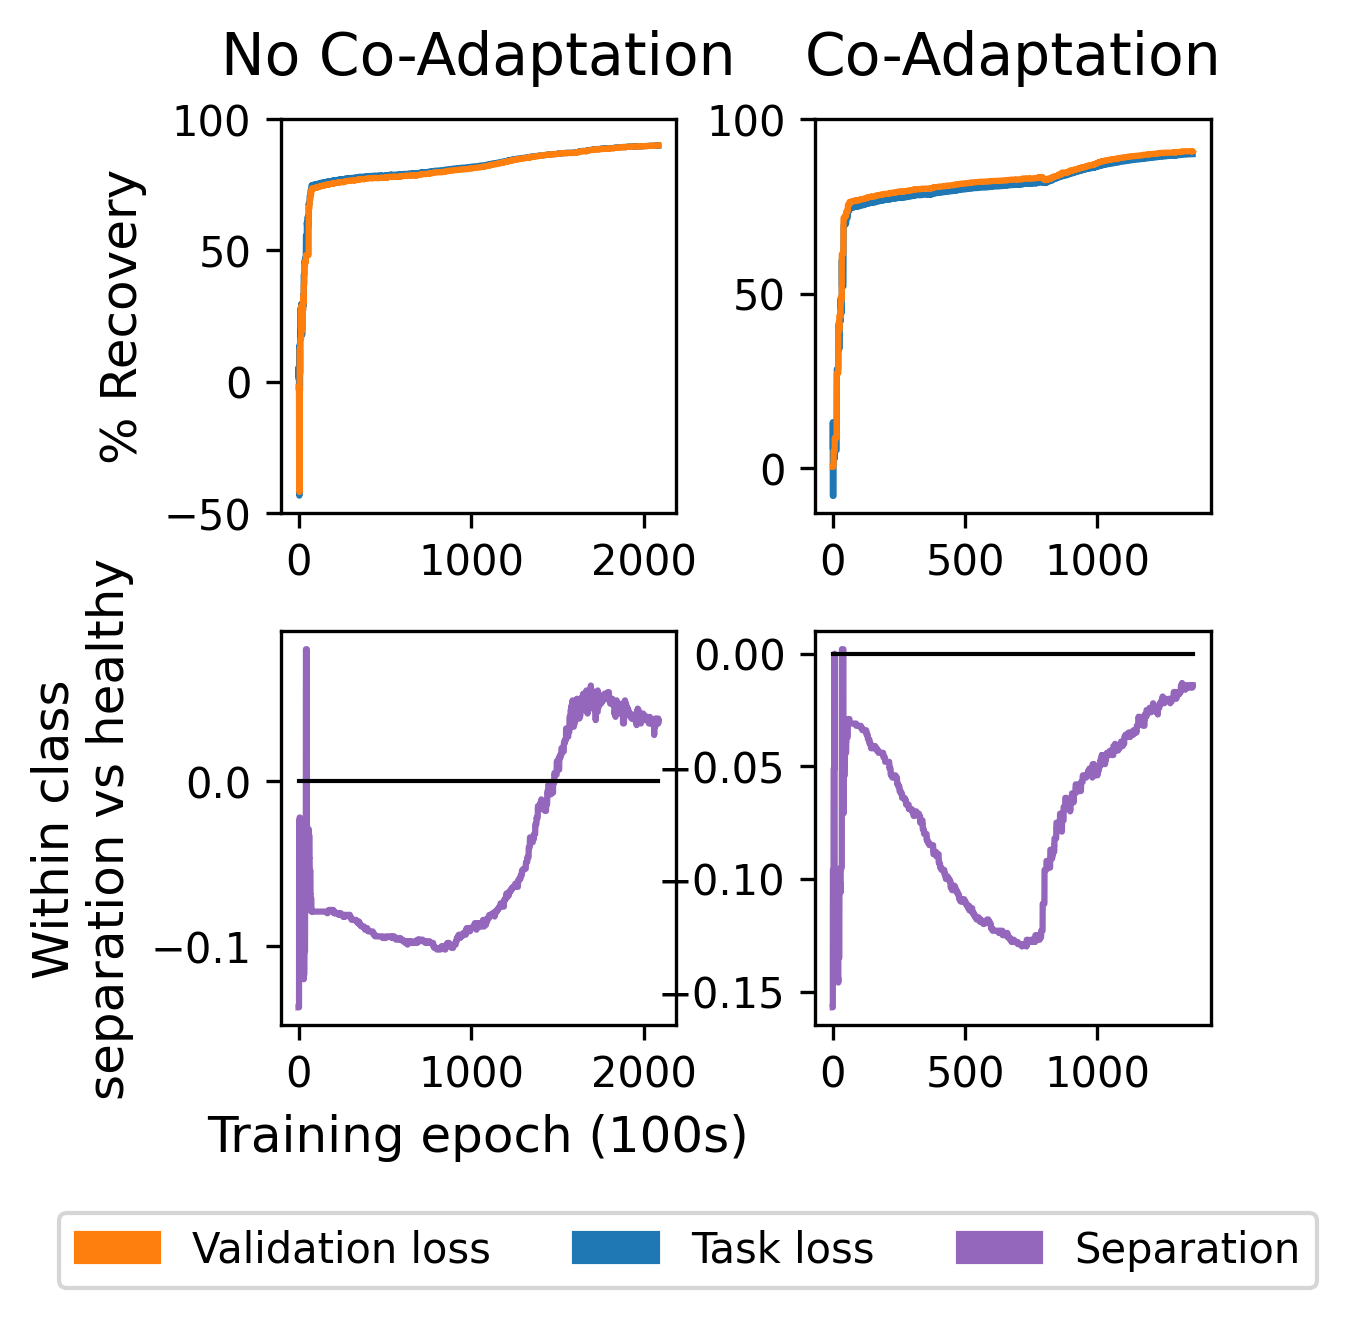 No Co-Adaptation
Co-Adaptation
% Recovery
100
50
0
−50
0
1000
2000
100
50
0
0
500
1000
Within class
separation vs healthy
0.0
−0.1
0
1000
2000
0.00
−0.05
−0.10
−0.15
0
500
1000
Training epoch (100s)
Validation loss
Task loss
Separation